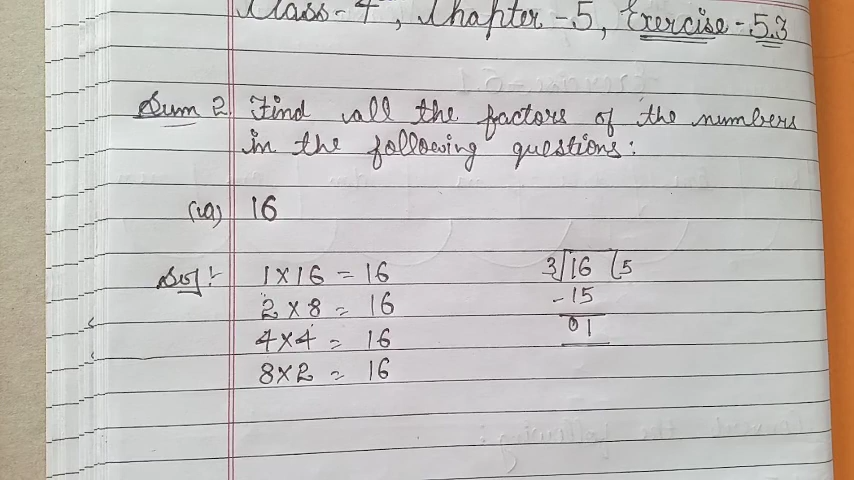 Class-4, Chapter-5, Exercise-5.3
Sum 2. Find all the factors of the numbers
in the following questions:
(a) 16
Sol:- 1×16 = 16
2×8 = 16
4×4 = 16
8×2 = 16
3)16(5
-15
01